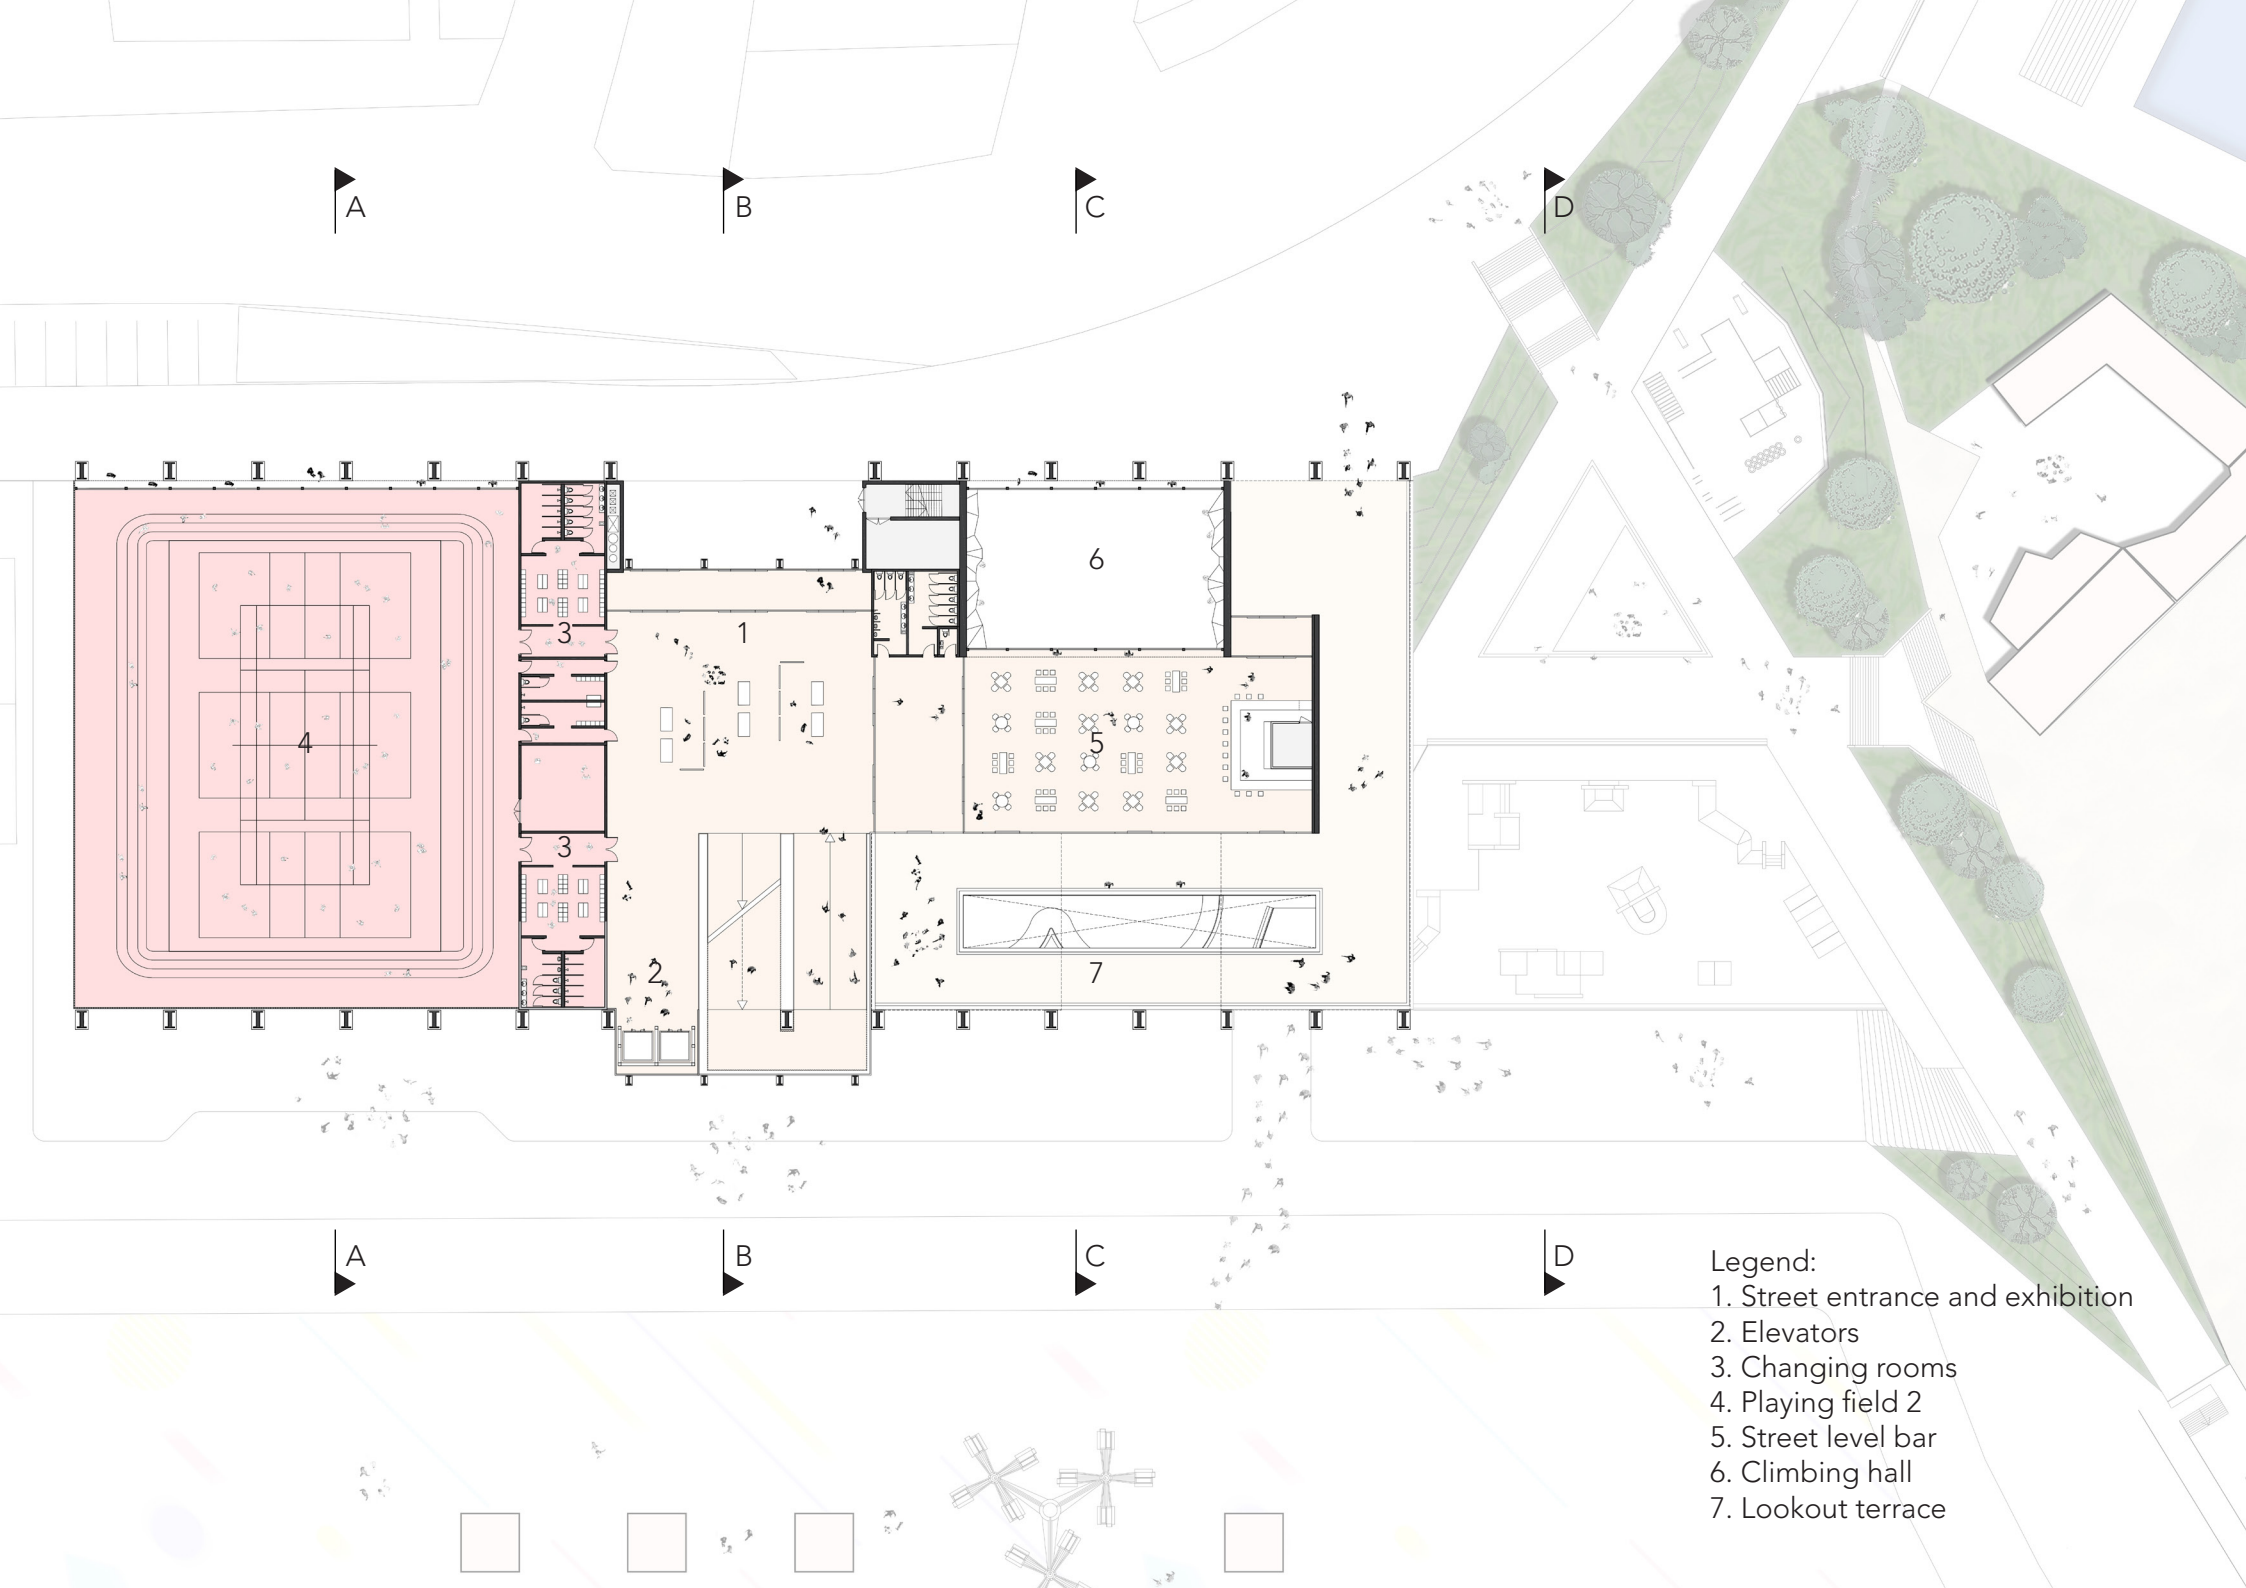 A
B
C
D
6
3
1
4
5
3
2
7
A
B
C
D
Legend:
1. Street entrance and exhibition
2. Elevators
3. Changing rooms
4. Playing field 2
5. Street level bar
6. Climbing hall
7. Lookout terrace